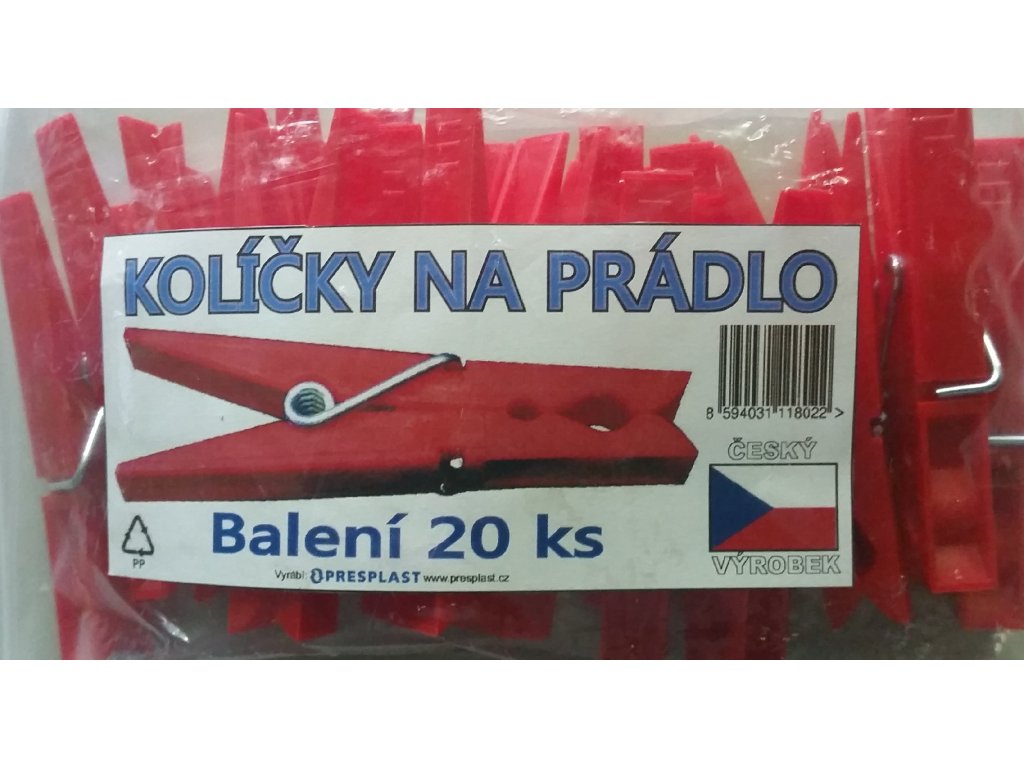 KOLÍČKY NA PRÁDLO
8 594031 118022 >
ČESKÝ
VÝROBEK
Balení 20 ks
PP
Vyrábí: PRESPLAST www.presplast.cz